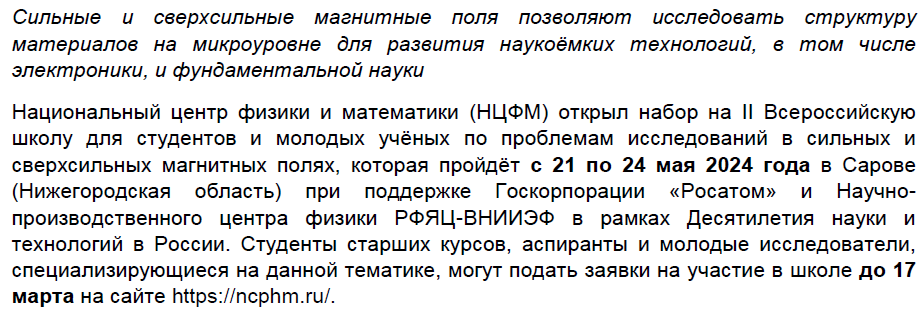 Сильные и сверхсильные магнитные поля позволяют исследовать структуру
материалов на микроуровне для развития наукоёмких технологий, в том числе
электроники, и фундаментальной науки
Национальный центр физики и математики (НЦФМ) открыл набор на II Всероссийскую
школу для студентов и молодых учёных по проблемам исследований в сильных и
сверхсильных магнитных полях, которая пройдёт с 21 по 24 мая 2024 года в Сарове
(Нижегородская область) при поддержке Госкорпорации «Росатом» и Научно-
производственного центра физики РФЯЦ-ВНИИЭФ в рамках Десятилетия науки и
технологий в России. Студенты старших курсов, аспиранты и молодые исследователи,
специализирующиеся на данной тематике, могут подать заявки на участие в школе до 17
марта на сайте https://ncphm.ru/.